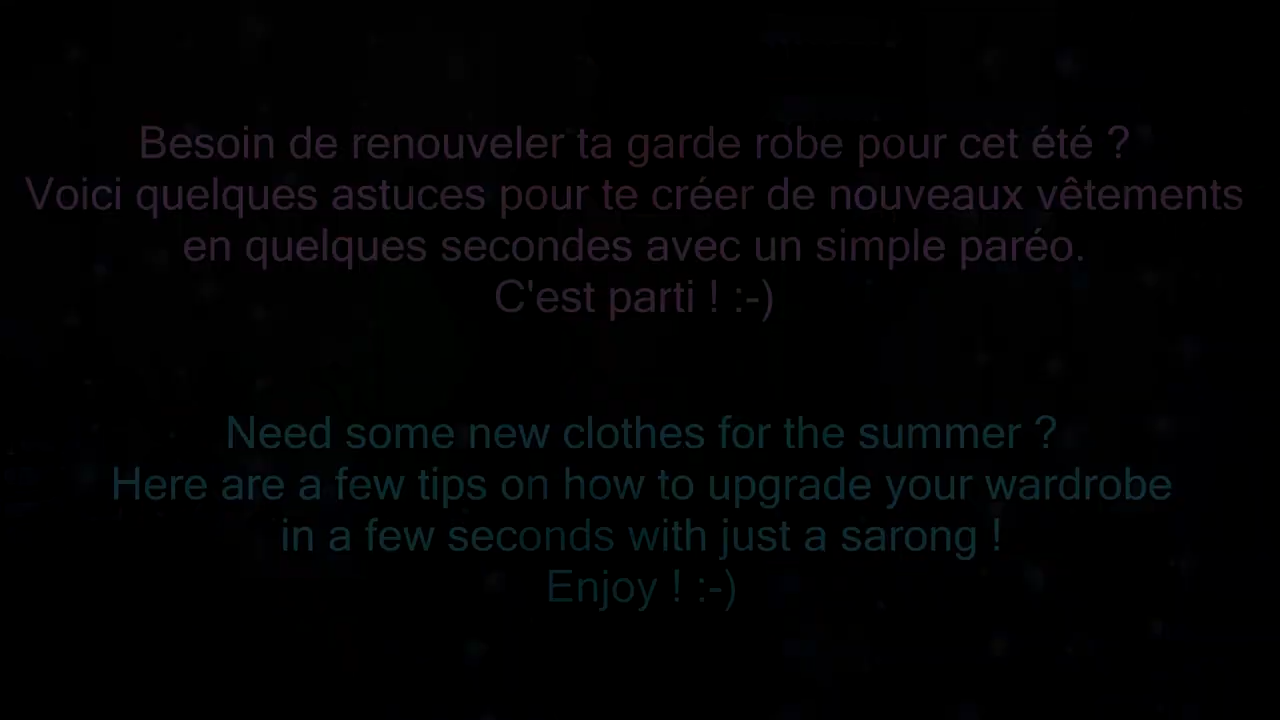 Besoin de renouveler ta garde robe pour cet été ?
Voici quelques astuces pour te créer de nouveaux vêtements
en quelques secondes avec un simple paréo.
C'est parti ! :-)
Need some new clothes for the summer ?
Here are a few tips on how to upgrade your wardrobe
in a few seconds with just a sarong !
Enjoy ! :-)